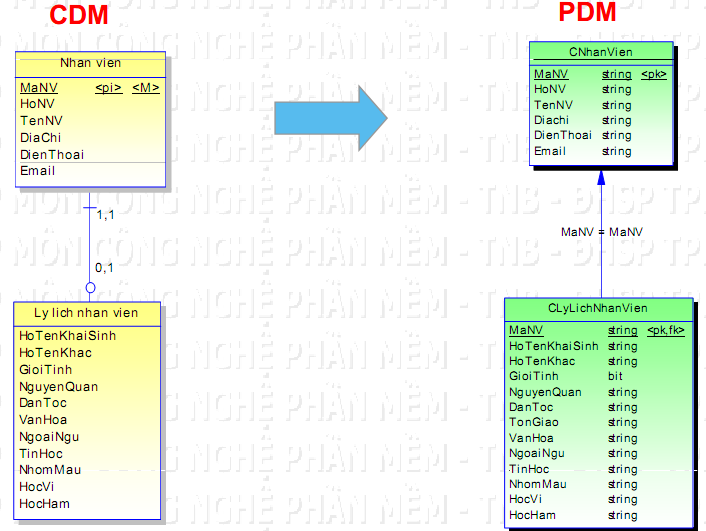 CDM
PDM
Nhan vien
MaNV <pi> <M>
HoNV
TenNV
DiaChi
DienThoai
Email
1,1
0,1
Ly lich nhan vien
HoTenKhaiSinh
HoTenKhac
GioiTinh
NguyenQuan
DanToc
VanHoa
NgoaiNgu
TinHoc
NhomMau
HocVi
HocHam
CNhanVien
MaNV string <pk>
HoNV string
TenNV string
Diachi string
DienThoai string
Email string
MaNV = MaNV
CLyLichNhanVien
MaNV string <pk,fk>
HoTenKhaiSinh string
HoTenKhac string
GioiTinh bit
NguyenQuan string
DanToc string
TonGiao string
VanHoa string
NgoaiNgu string
TinHoc string
NhomMau string
HocVi string
HocHam string